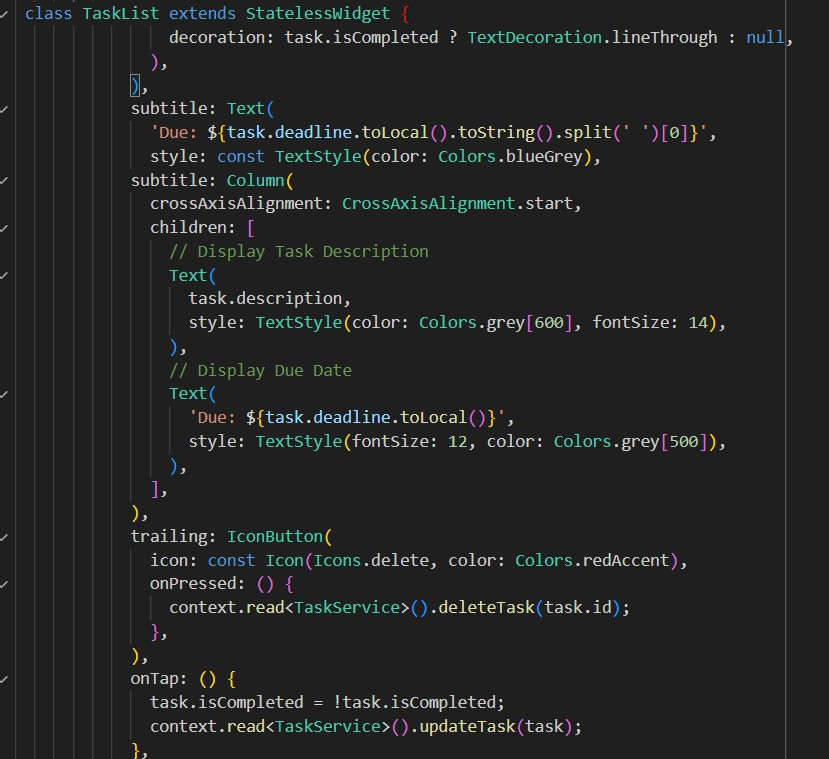 class TaskList extends StatelessWidget {
decoration: task.isCompleted ? TextDecoration.lineThrough : null,
),
),
subtitle: Text(
'Due: ${task.deadline.toLocal().toString().split(' ')[0]}',
style: const TextStyle(color: Colors.blueGrey),
subtitle: Column(
crossAxisAlignment: CrossAxisAlignment.start,
children: [
// Display Task Description
Text(
task.description,
style: TextStyle(color: Colors.grey[600], fontSize: 14),
),
// Display Due Date
Text(
'Due: ${task.deadline.toLocal()}',
style: TextStyle(fontSize: 12, color: Colors.grey[500]),
),
],
),
trailing: IconButton(
icon: const Icon(Icons.delete, color: Colors.redAccent),
onPressed: () {
context.read<TaskService>().deleteTask(task.id);
},
),
onTap: () {
task.isCompleted = !task.isCompleted;
context.read<TaskService>().updateTask(task);
},